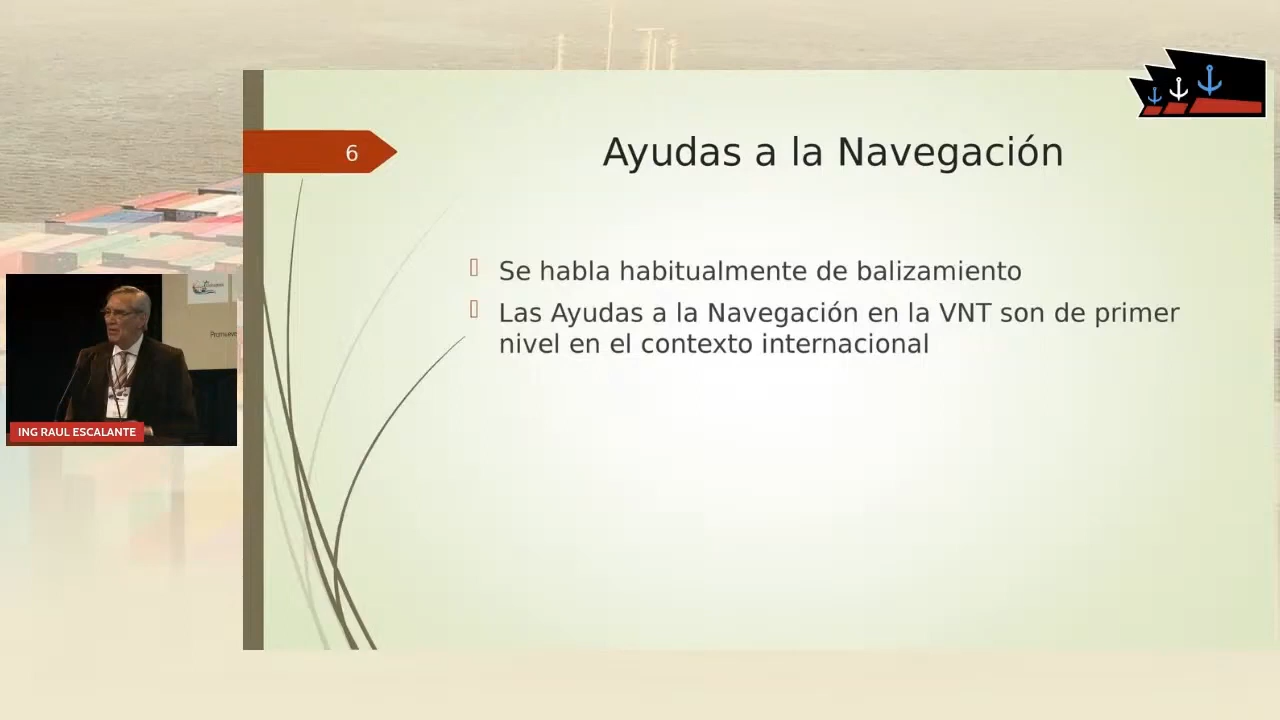 6
Ayudas a la Navegación
Se habla habitualmente de balizamiento
Las Ayudas a la Navegación en la VNT son de primer
nivel en el contexto internacional
Promueve
ING RAUL ESCALANTE